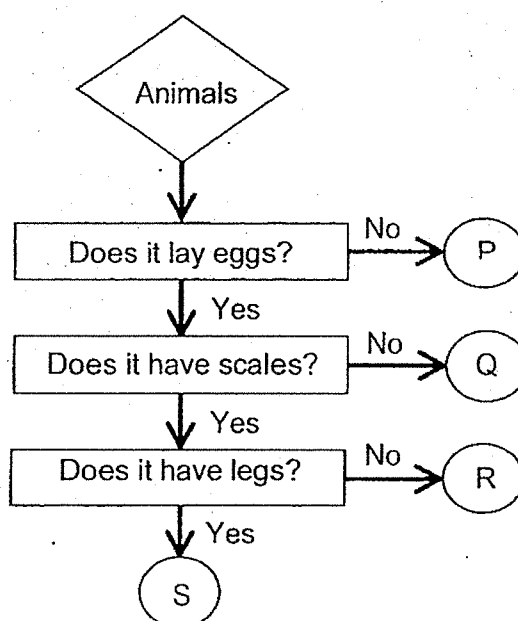 Animals
Does it lay eggs?
No
P
Yes
Does it have scales?
No
Q
Yes
Does it have legs?
No
R
Yes
S